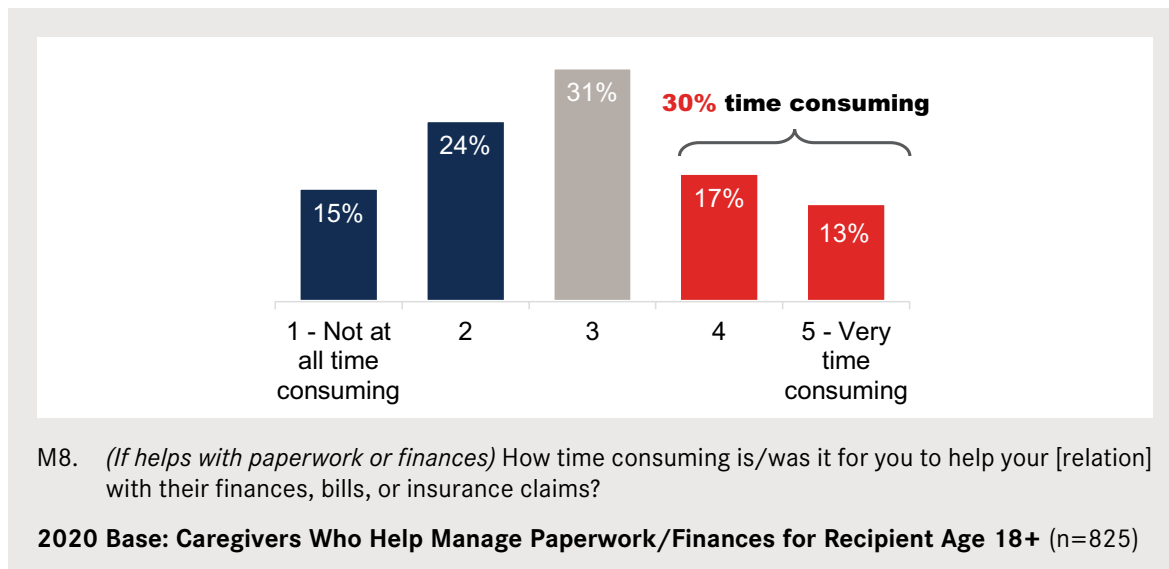 31%
30% time consuming
24%
17%
15%
13%
1 - Not at
all time
consuming
2
3
4
5 - Very
time
consuming
M8. (If helps with paperwork or finances) How time consuming is/was it for you to help your [relation]
with their finances, bills, or insurance claims?
2020 Base: Caregivers Who Help Manage Paperwork/Finances for Recipient Age 18+ (n=825)